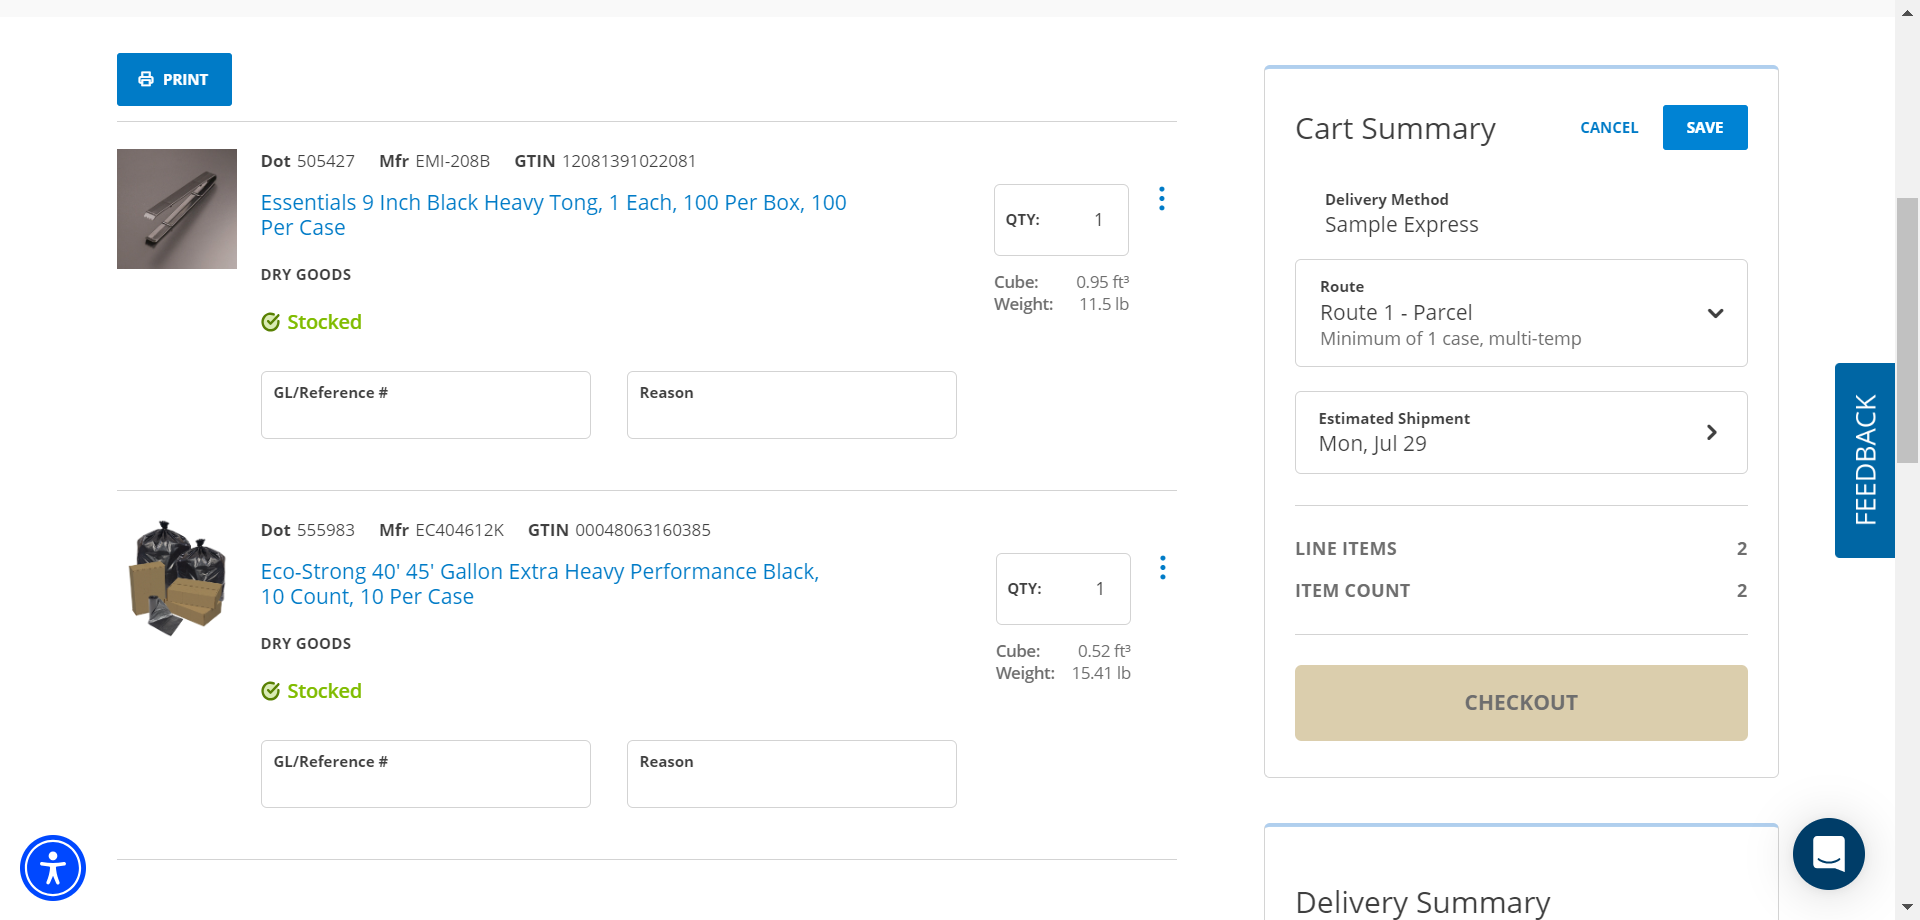 PRINT
Dot 505427 Mfr EMI-208B GTIN 12081391022081
Essentials 9 Inch Black Heavy Tong, 1 Each, 100 Per Box, 100
Per Case
DRY GOODS
Stocked
QTY: 1
Cube: 0.95 ft³
Weight: 11.5 lb
GL/Reference #
Reason
Dot 555983 Mfr EC404612K GTIN 00048063160385
Eco-Strong 40' 45' Gallon Extra Heavy Performance Black,
10 Count, 10 Per Case
DRY GOODS
Stocked
QTY: 1
Cube: 0.52 ft³
Weight: 15.41 lb
GL/Reference #
Reason
Cart Summary
CANCEL
SAVE
Delivery Method
Sample Express
Route
Route 1 - Parcel
Minimum of 1 case, multi-temp
Estimated Shipment
Mon, Jul 29
LINE ITEMS 2
ITEM COUNT 2
CHECKOUT
Delivery Summary
FEEDBACK